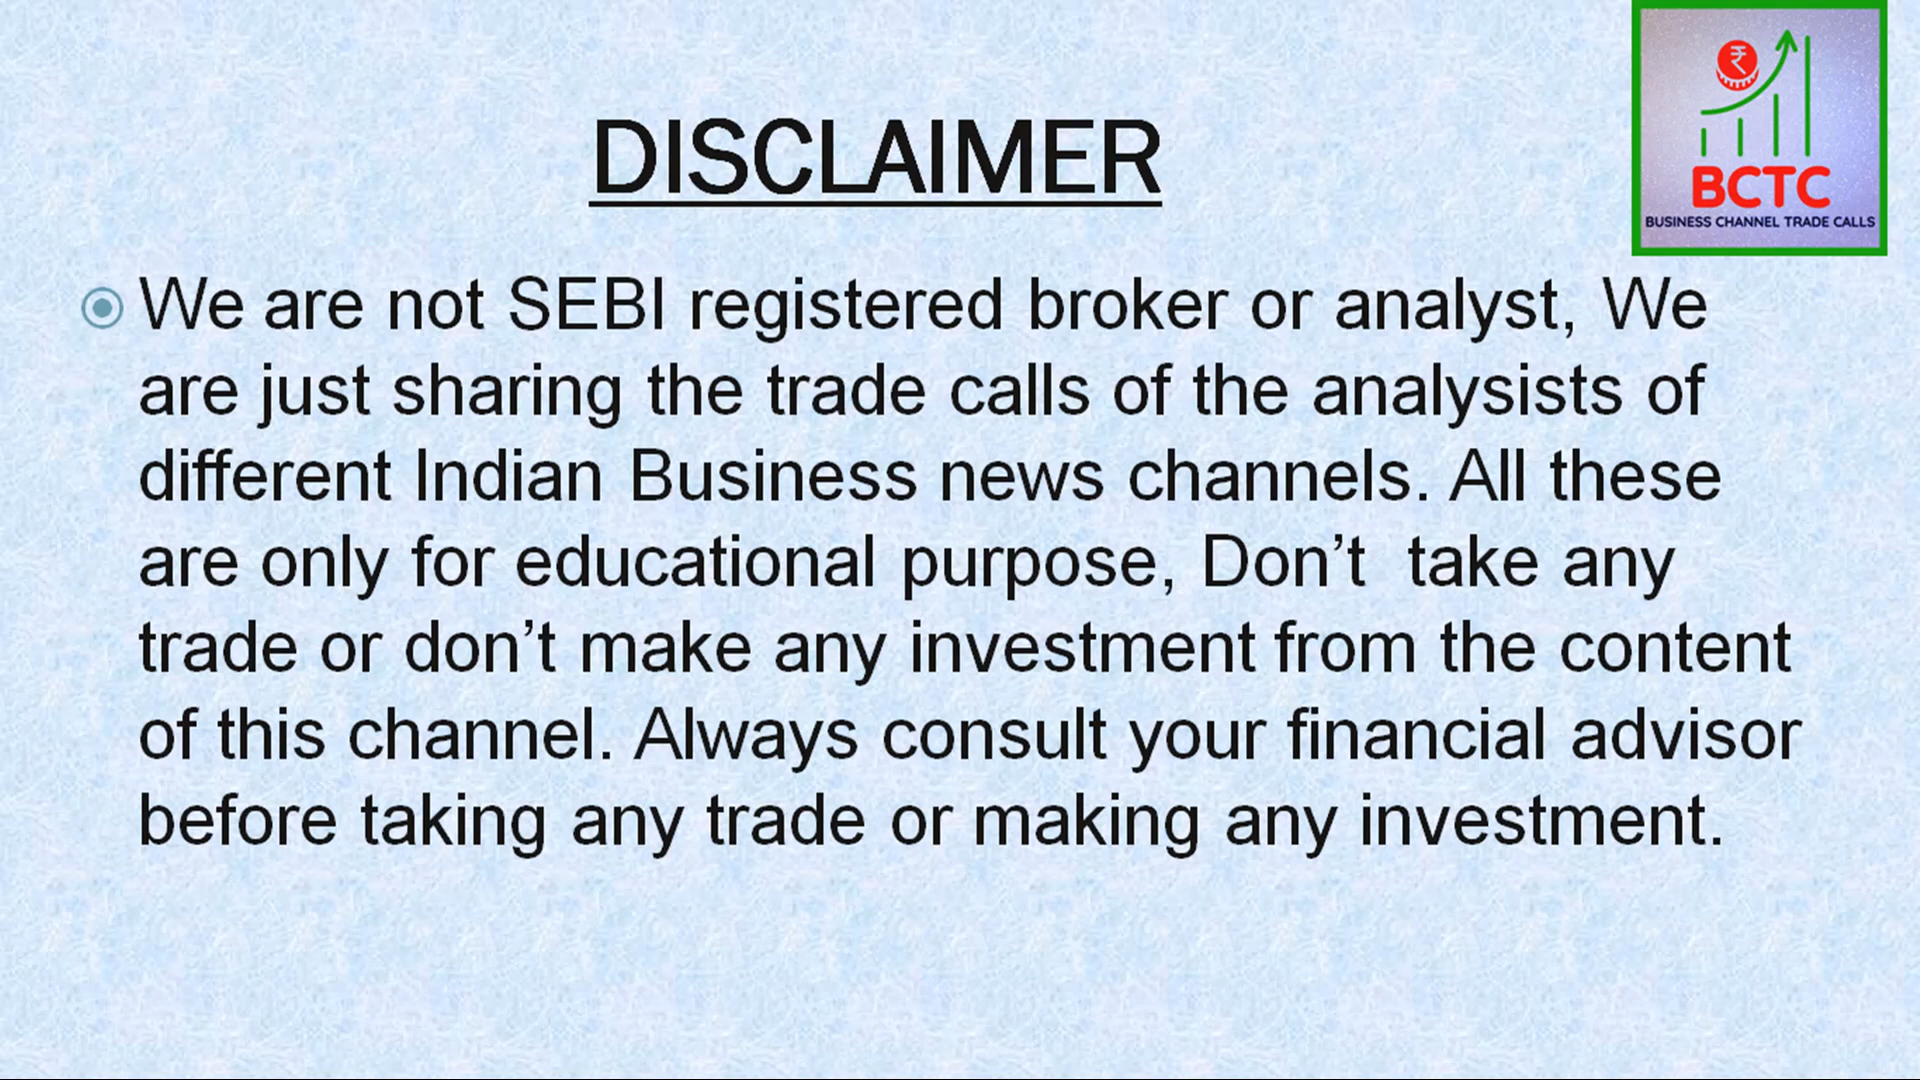 DISCLAIMER
₹
BCTC
BUSINESS CHANNEL TRADE CALLS
We are not SEBI registered broker or analyst, We
are just sharing the trade calls of the analysists of
different Indian Business news channels. All these
are only for educational purpose, Don’t  take any
trade or don’t make any investment from the content
of this channel. Always consult your financial advisor
before taking any trade or making any investment.